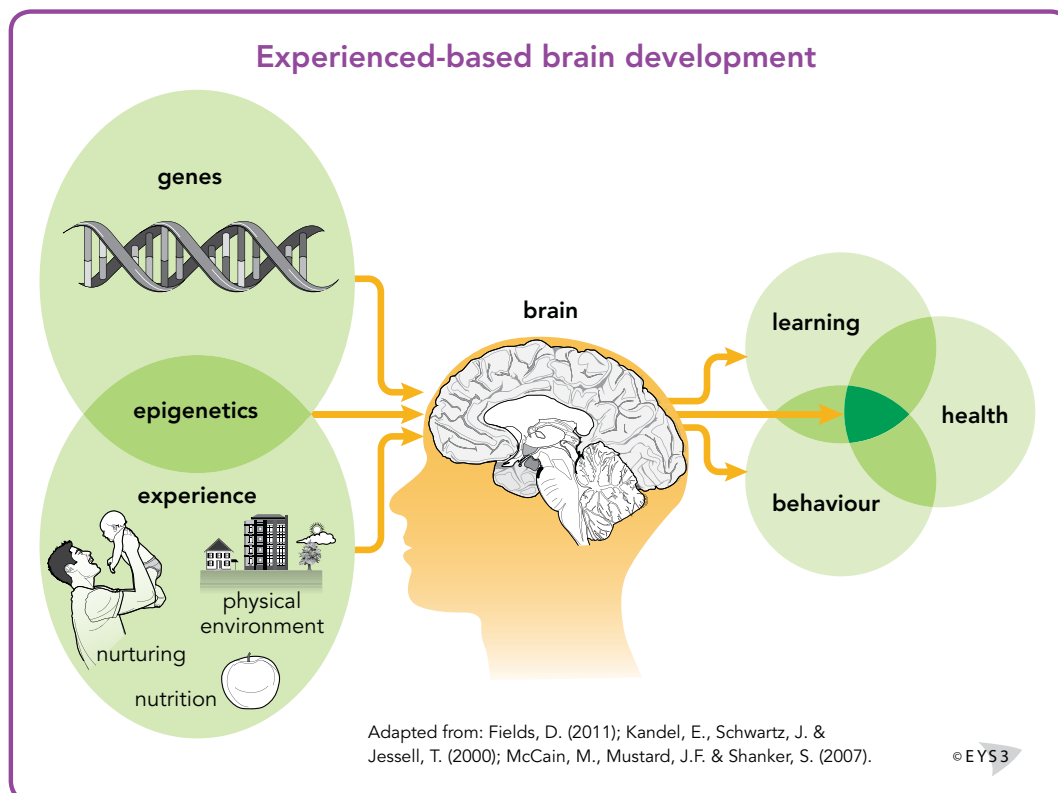 Experienced-based brain development
genes
epigenetics
experience
physical
environment
nurturing
nutrition
brain
learning
health
behaviour
Adapted from: Fields, D. (2011); Kandel, E., Schwartz, J. &
Jessell, T. (2000); McCain, M., Mustard, J.F. & Shanker, S. (2007).
©EYS3